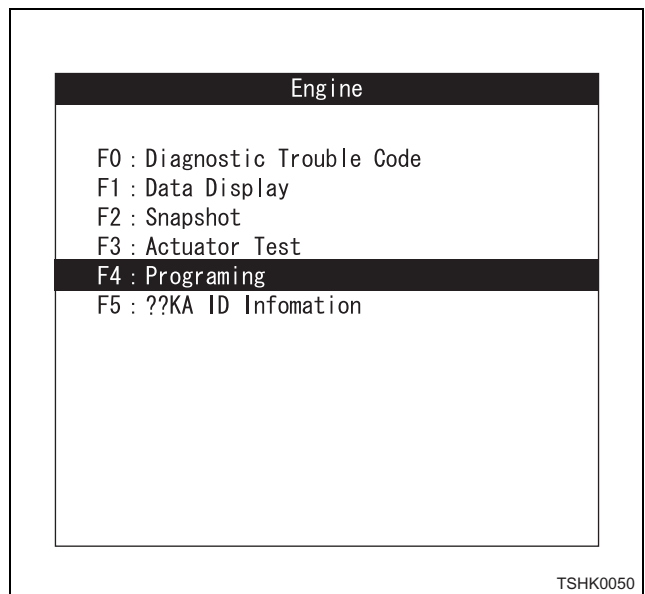 Engine
F0 : Diagnostic Trouble Code
F1 : Data Display
F2 : Snapshot
F3 : Actuator Test
F4 : Programing
F5 : ??KA ID Infomation
TSHK0050